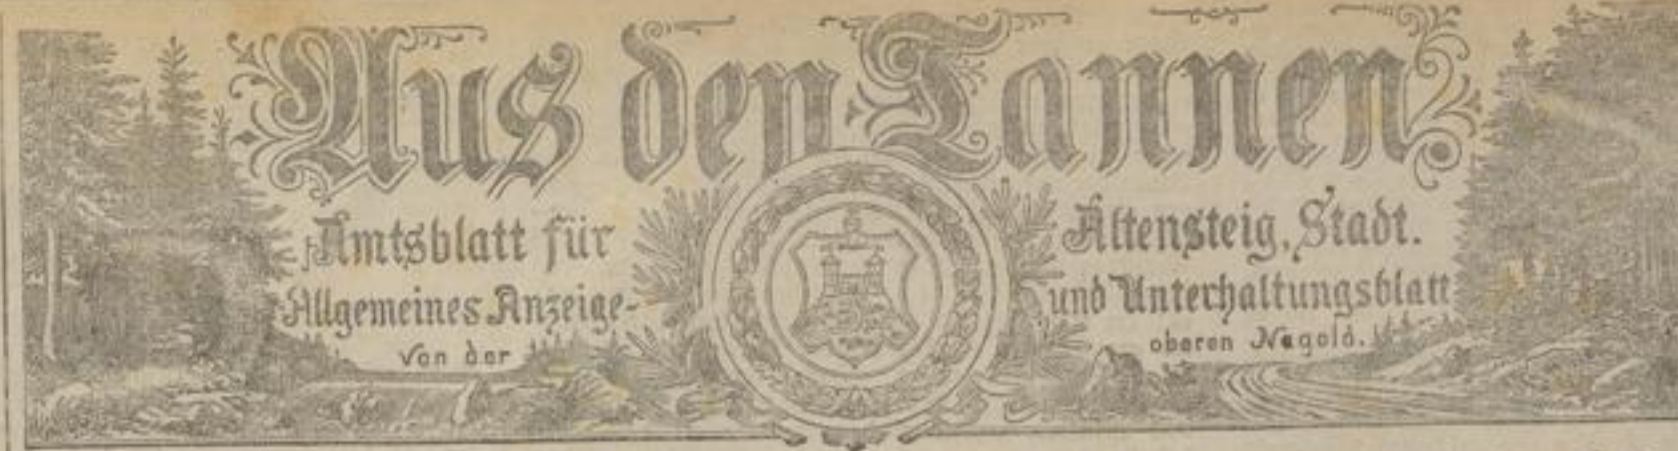 Aus den Tannen
Amtsblatt für Altensteig, Stadt.
Allgemeines Anzeige- und Unterhaltungsblatt
Von der oberen Nagold.